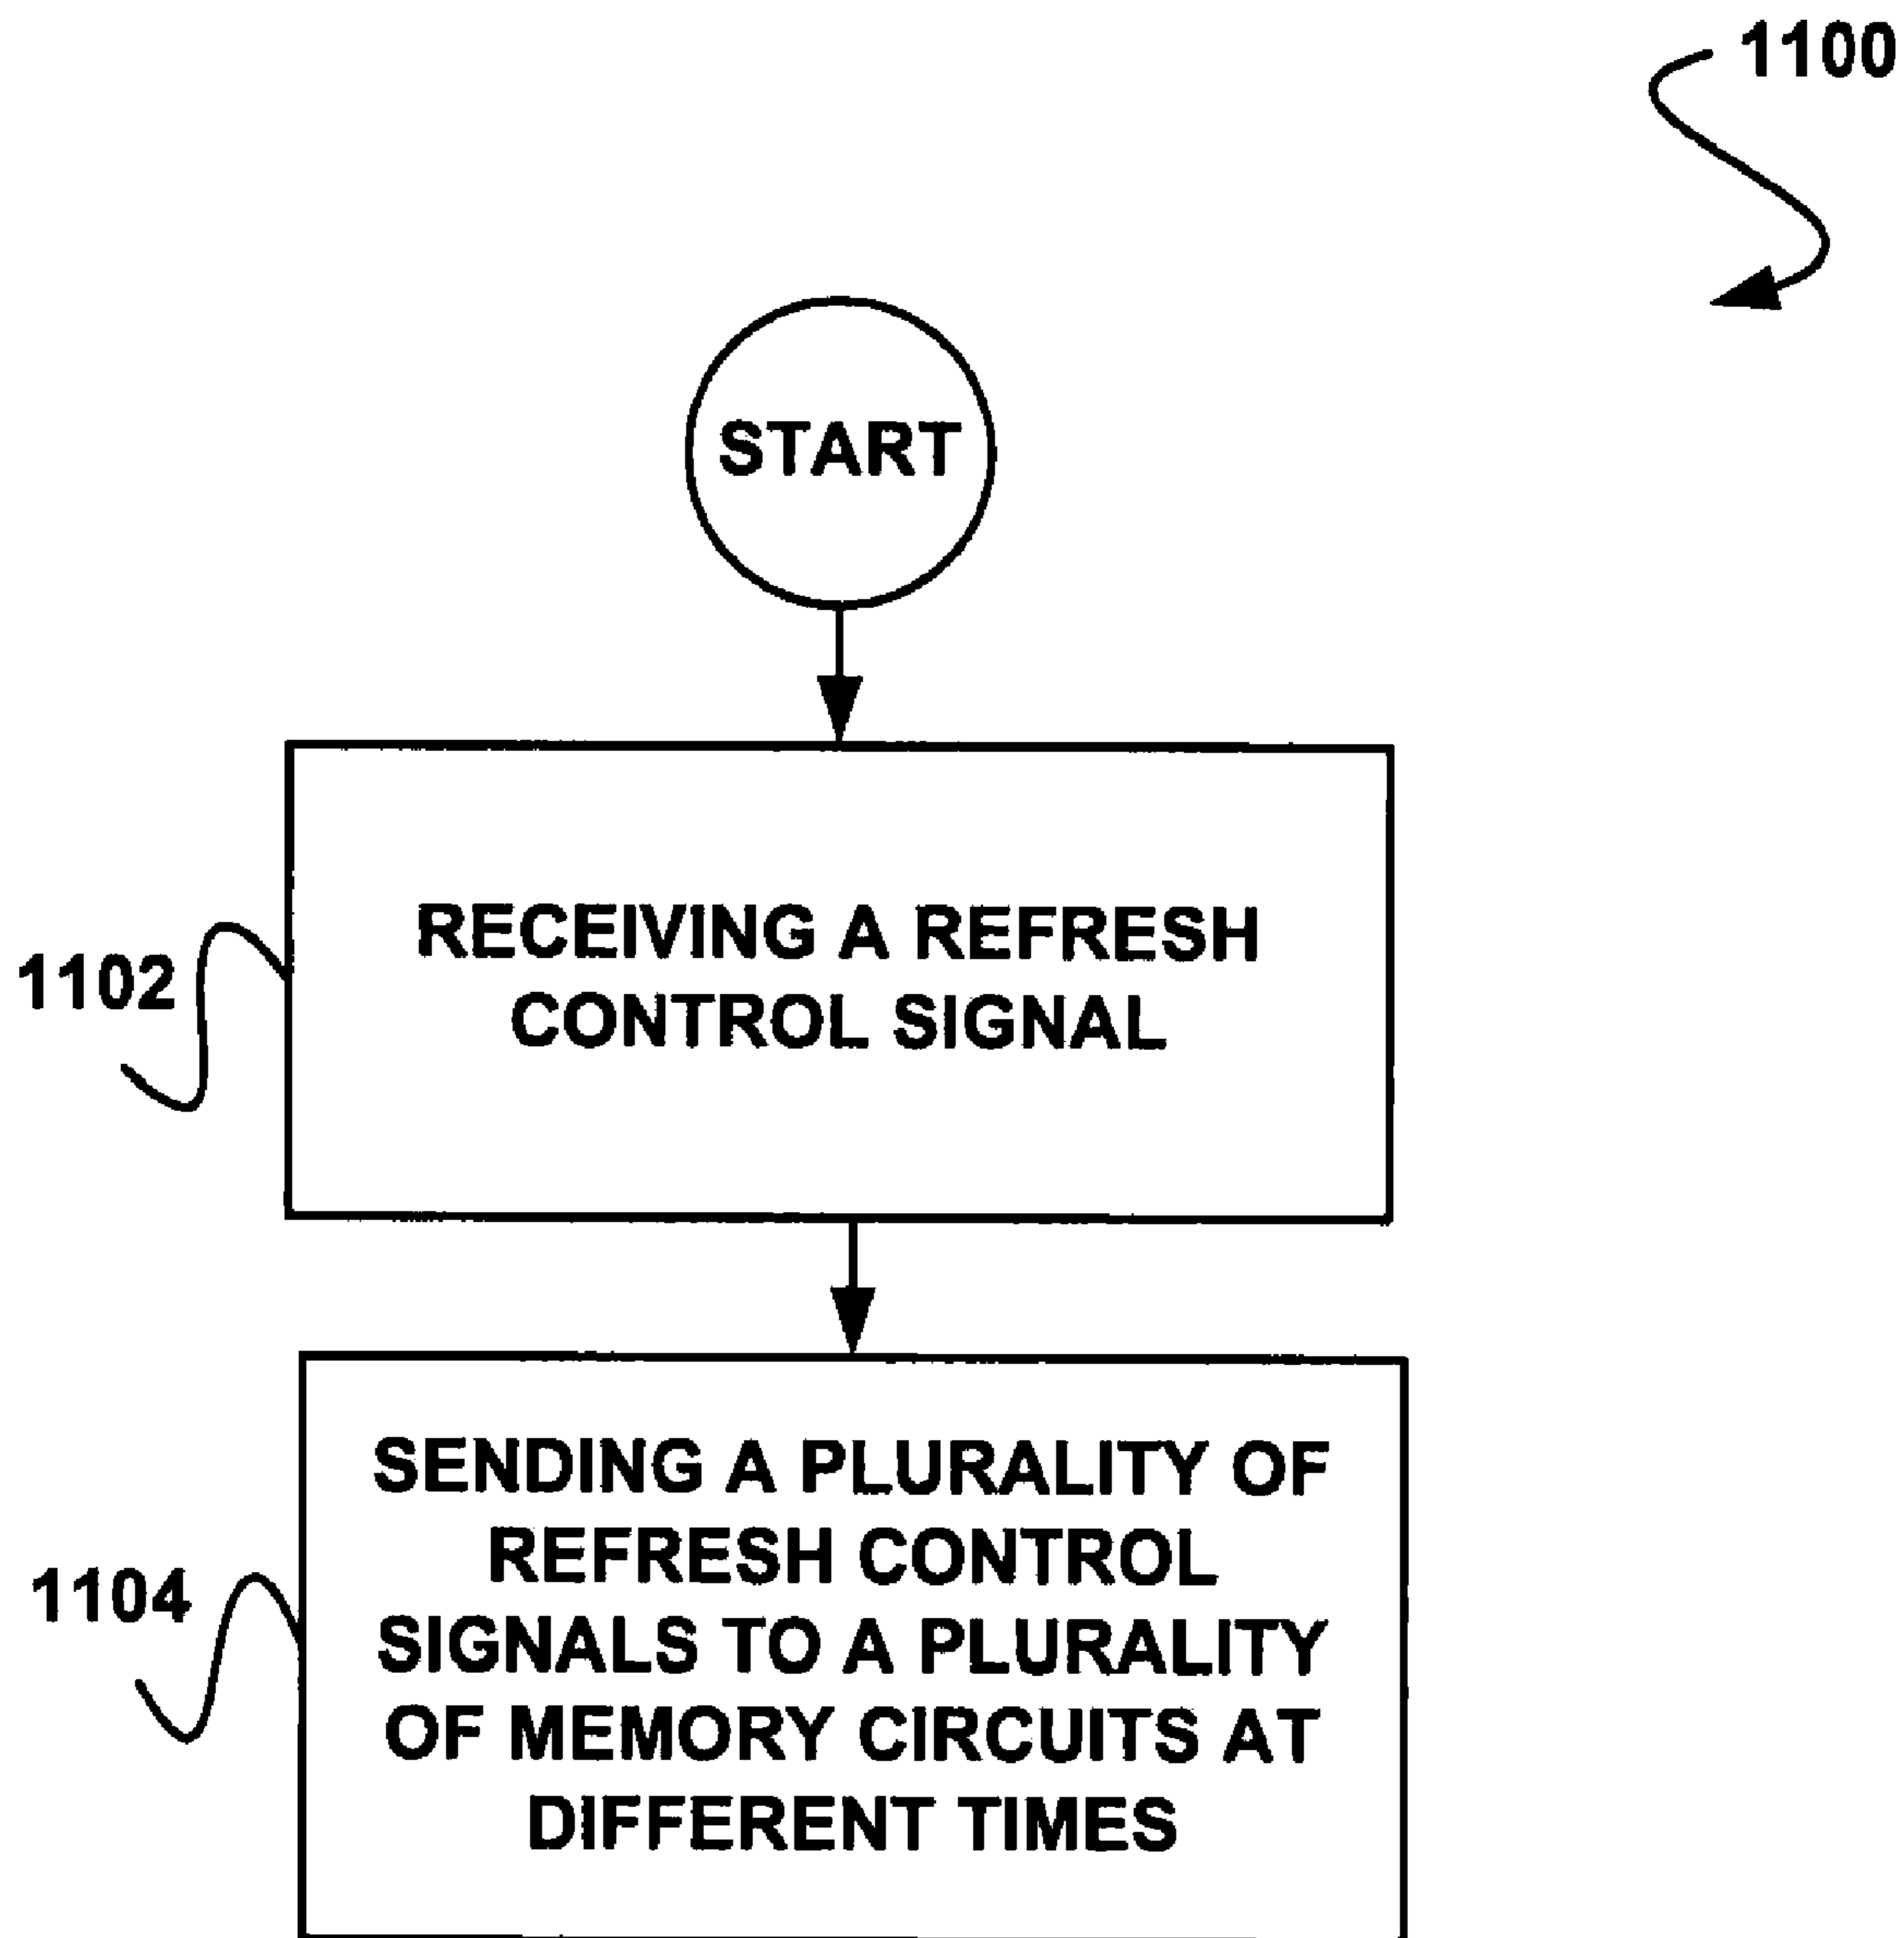 1100
START
RECEIVING A REFRESH
CONTROL SIGNAL
1102
SENDING A PLURALITY OF
REFRESH CONTROL
SIGNALS TO A PLURALITY
OF MEMORY CIRCUITS AT
DIFFERENT TIMES
1104